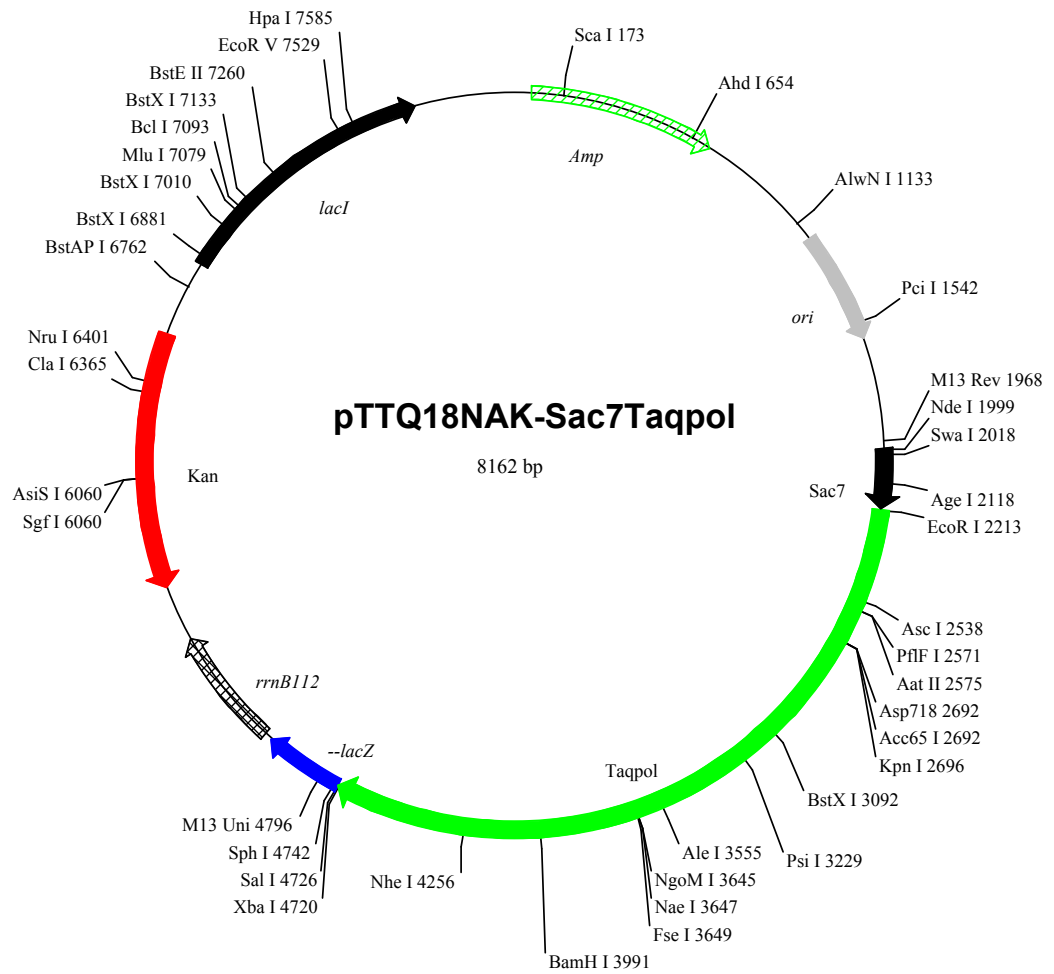 Hpa I 7585
EcoR V 7529
BstE II 7260
BstX I 7133
Bcl I 7093
Mlu I 7079
BstX I 7010
BstX I 6881
BstAP I 6762
Nru I 6401
Cla I 6365
AsiS I 6060
Sgf I 6060
Sca I 173
Ahd I 654
AlwN I 1133
Pci I 1542
M13 Rev 1968
Nde I 1999
Swa I 2018
Age I 2118
EcoR I 2213
Asc I 2538
PflF I 2571
Aat II 2575
Asp718 2692
Acc65 I 2692
Kpn I 2696
BstX I 3092
Psi I 3229
Ale I 3555
NgoM I 3645
Nae I 3647
Fse I 3649
BamH I 3991
Nhe I 4256
M13 Uni 4796
Sph I 4742
Sal I 4726
Xba I 4720
Amp
lacI
ori
Kan
Sac7
rrnB112
--lacZ
Taqpol
pTTQ18NAK-Sac7Taqpol
8162 bp